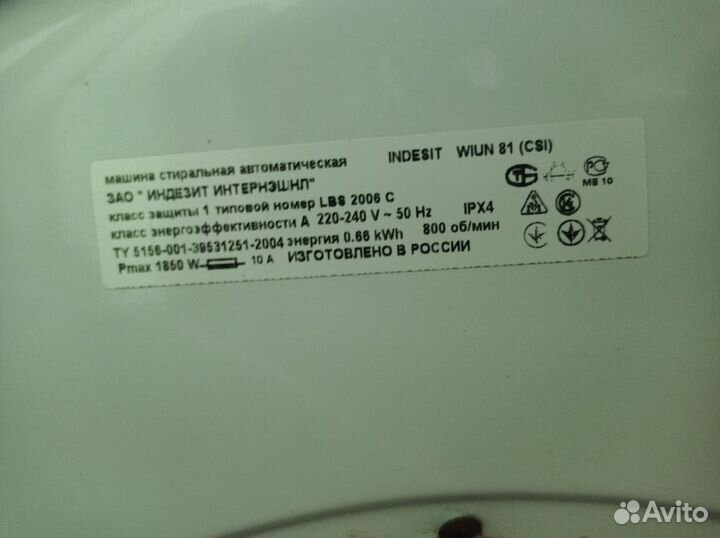 машина стиральная автоматическая INDESIT WIUN 81 (CSI)
ЗАО " ИНДЕЗИТ ИНТЕРНЭШНЛ"
класс защиты 1 типовой номер LBS 2006 C IPX4
класс энергоэффективности А 220-240 V ~ 50 Hz 800 об/мин
ТУ 5156-001-39531251-2004 энергия 0.66 kWh
Pmax 1850 W 10 A ИЗГОТОВЛЕНО В РОССИИ
МЕ 10
Avito